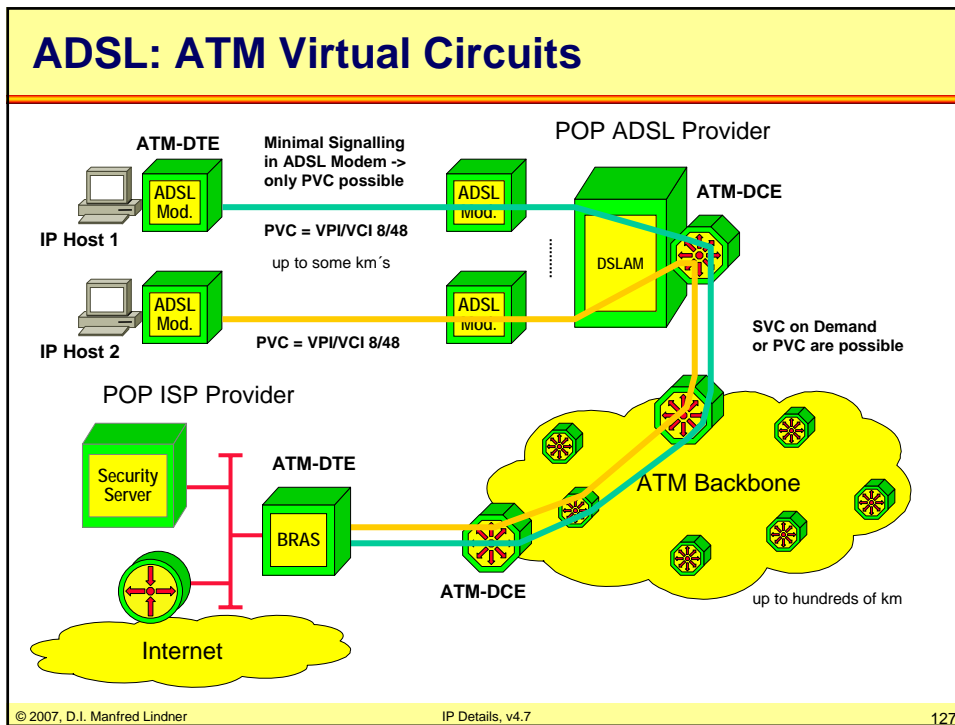 ADSL: ATM Virtual Circuits
POP ADSL Provider
ATM-DTE
Minimal Signalling
in ADSL Modem ->
only PVC possible
ATM-DCE
ADSL
Mod.
ADSL
Mod.
IP Host 1
PVC = VPI/VCI 8/48
up to some km´s
DSLAM
ADSL
Mod.
ADSL
Mod.
IP Host 2
PVC = VPI/VCI 8/48
SVC on Demand
or PVC are possible
POP ISP Provider
ATM-DTE
Security
Server
BRAS
ATM Backbone
ATM-DCE
up to hundreds of km
Internet
© 2007, D.I. Manfred Lindner
IP Details, v4.7
127